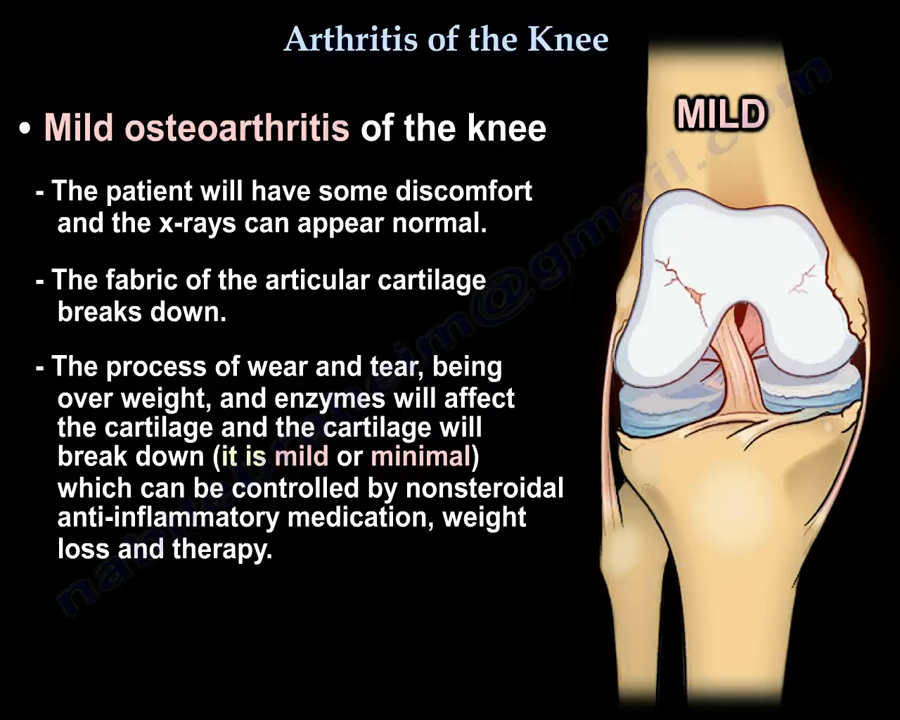 Arthritis of the Knee
MILD
• Mild osteoarthritis of the knee
- The patient will have some discomfort
and the x-rays can appear normal.
- The fabric of the articular cartilage
breaks down.
- The process of wear and tear, being
over weight, and enzymes will affect
the cartilage and the cartilage will
break down (it is mild or minimal)
which can be controlled by nonsteroidal
anti-inflammatory medication, weight
loss and therapy.